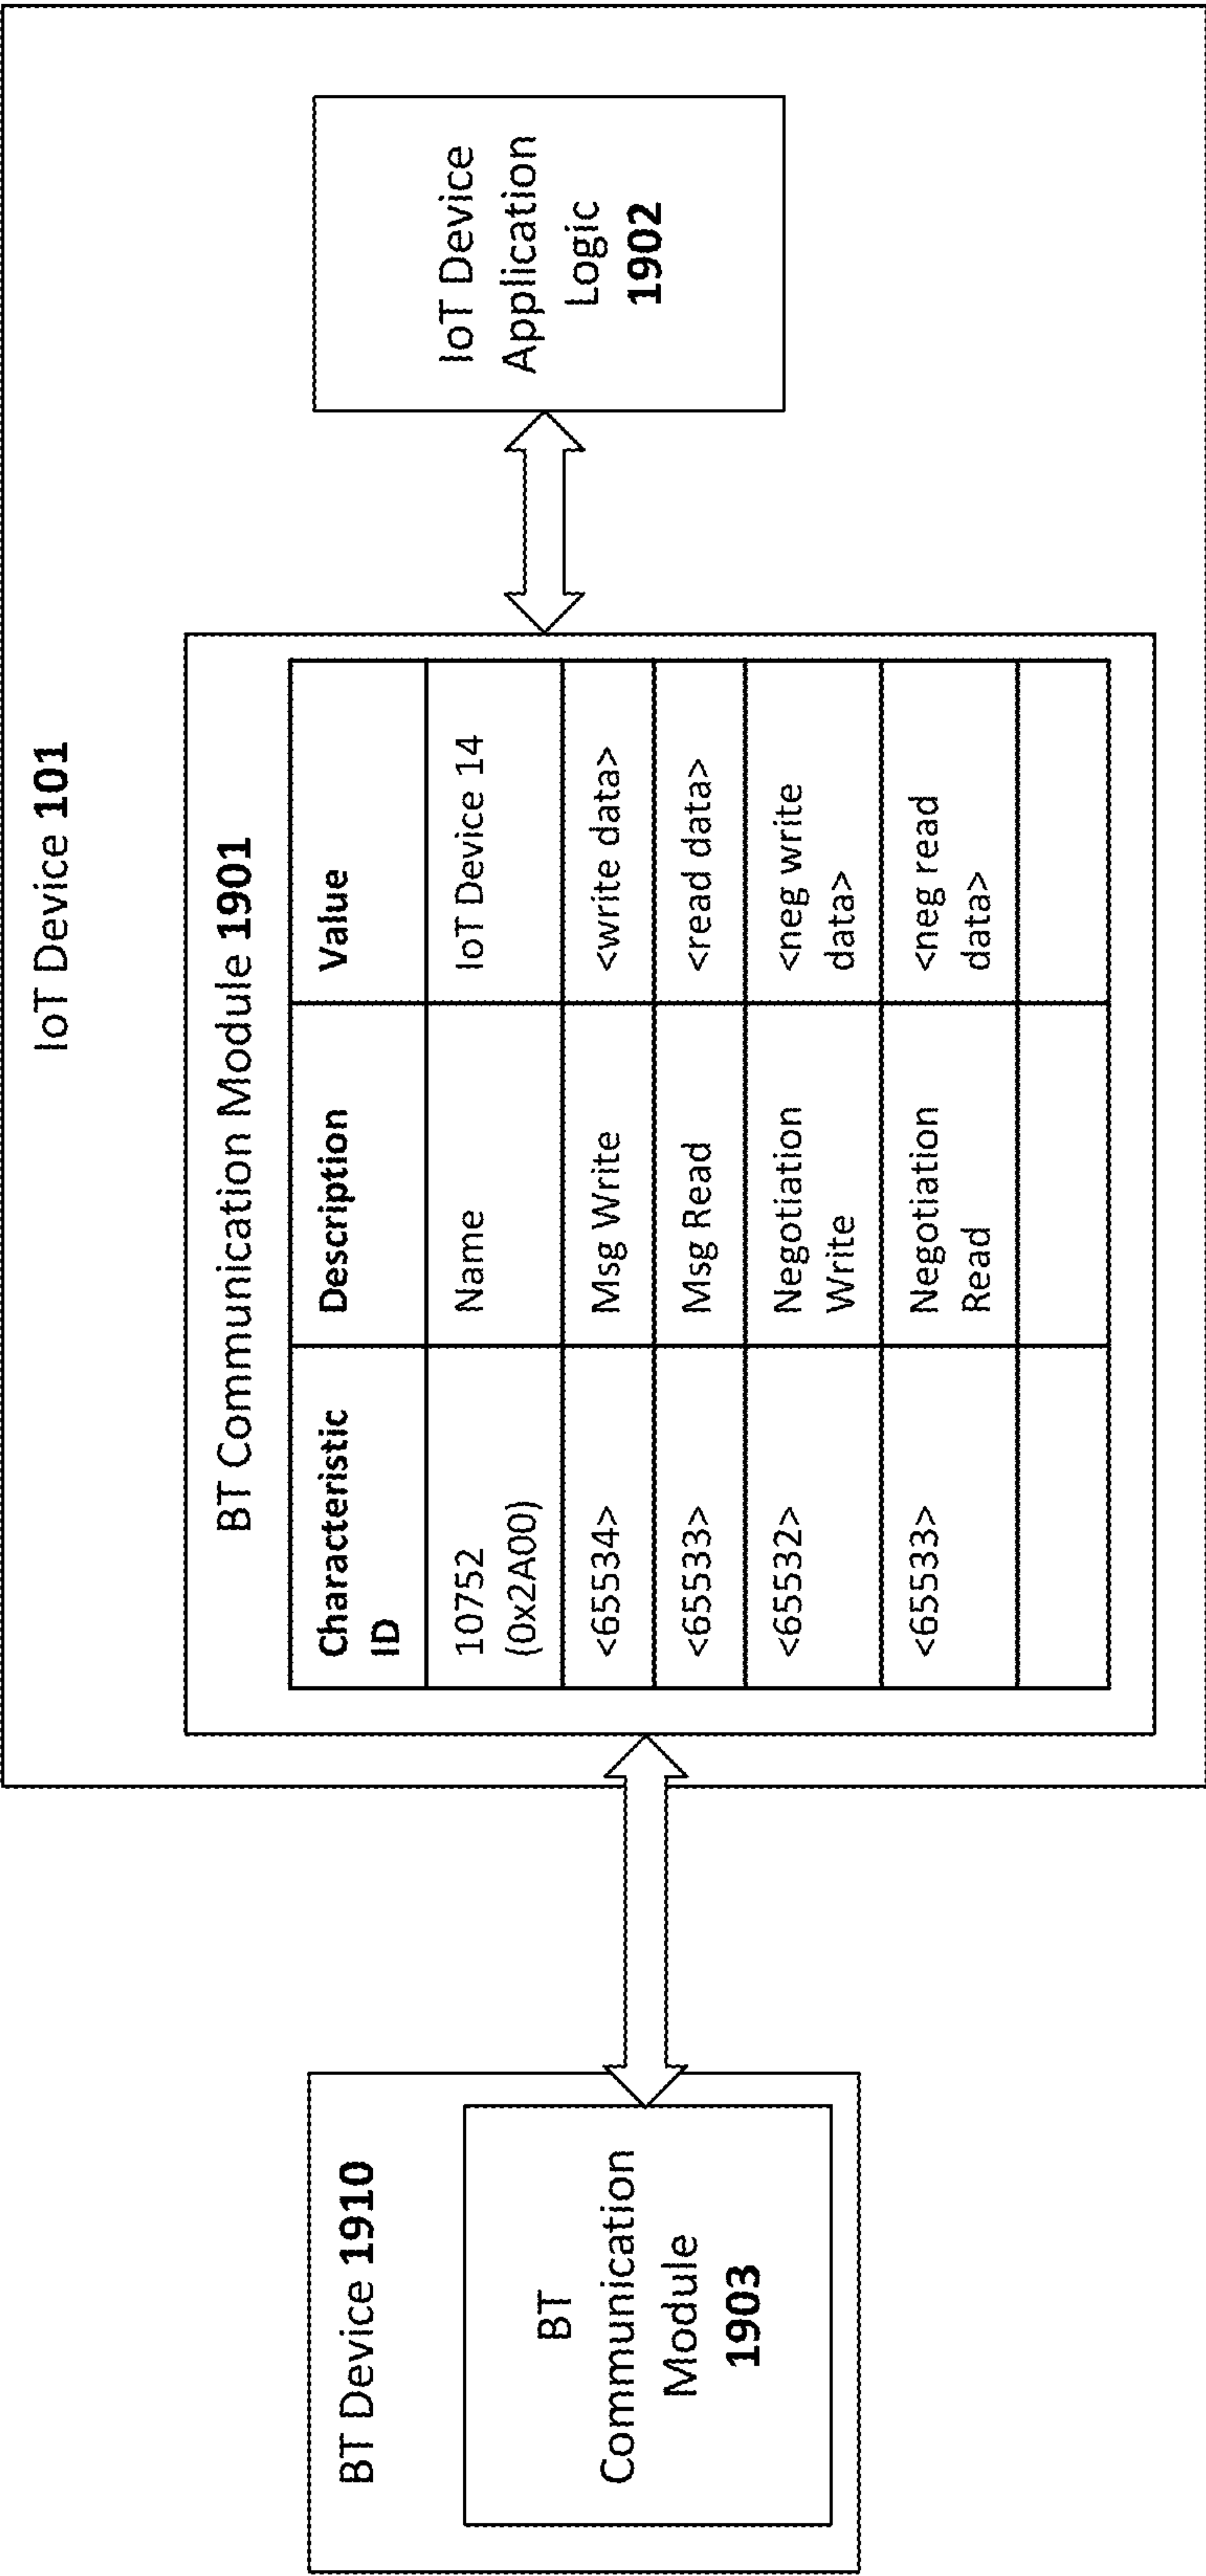 IoT Device 101
BT Device 1910
BT
Communication
Module
1903
BT Communication Module 1901
Characteristic
ID
Description
Value
10752
(0x2A00)
Name
IoT Device 14
<65534>
Msg Write
<write data>
<65533>
Msg Read
<read data>
<65532>
Negotiation
Write
<neg write
data>
<65533>
Negotiation
Read
<neg read
data>
IoT Device
Application
Logic
1902